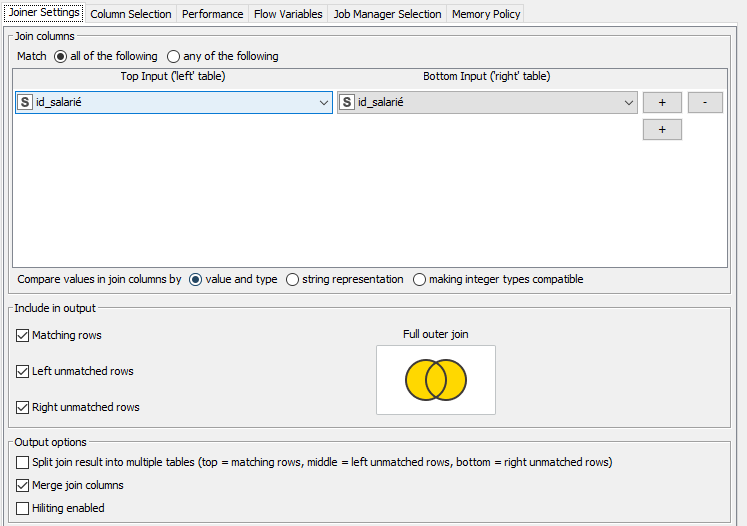 Joiner Settings Column Selection Performance Flow Variables Job Manager Selection Memory Policy
Join columns
Match all of the following any of the following
Top Input ('left' table) Bottom Input ('right' table)
S id_salarié S id_salarié + -
+
Compare values in join columns by value and type string representation making integer types compatible
Include in output
Matching rows Full outer join
Left unmatched rows
Right unmatched rows
Output options
Split join result into multiple tables (top = matching rows, middle = left unmatched rows, bottom = right unmatched rows)
Merge join columns
Hiliting enabled